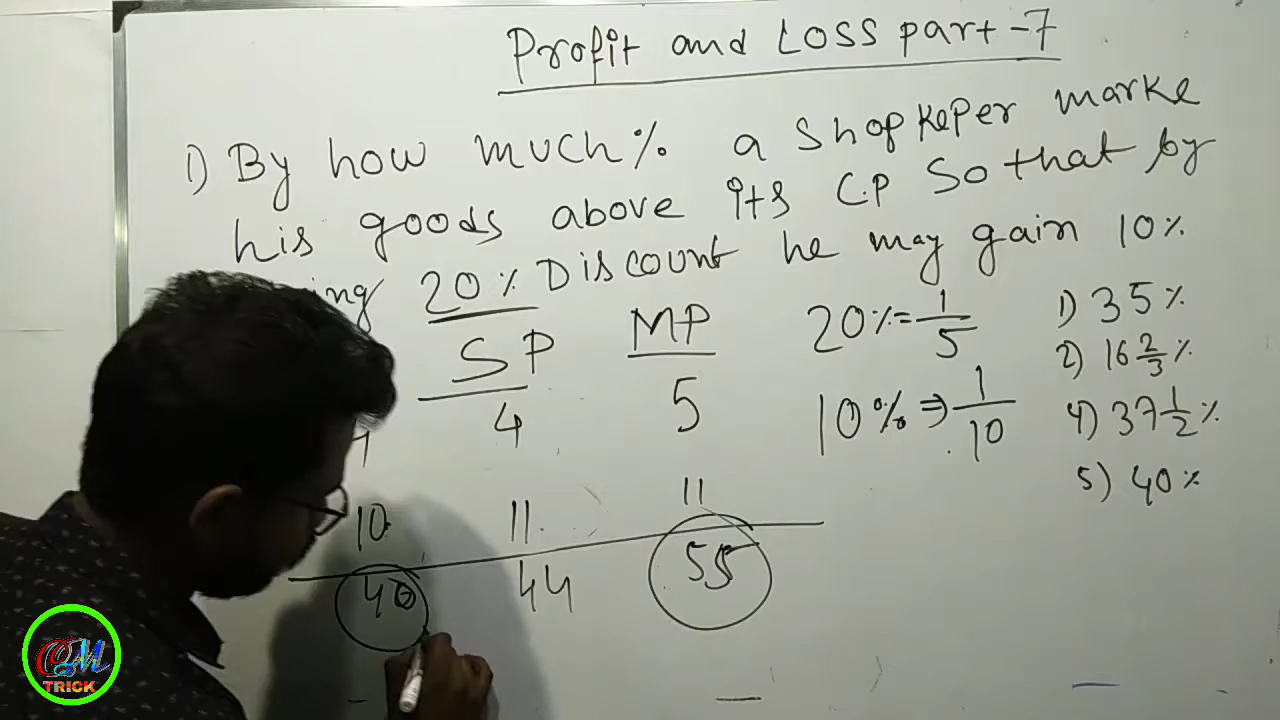 Profit and LOSS part-7
1) By how much% a Shopkeper marke
his goods above its C.P So that by
20% Discount he may gain 10%
SP MP 20%=1/5 1) 35%
2) 16 2/3%
4 5 10%⇒1/10 4) 37 1/2%
5) 40%
10 11 11
40 44 55
OM
TRICK